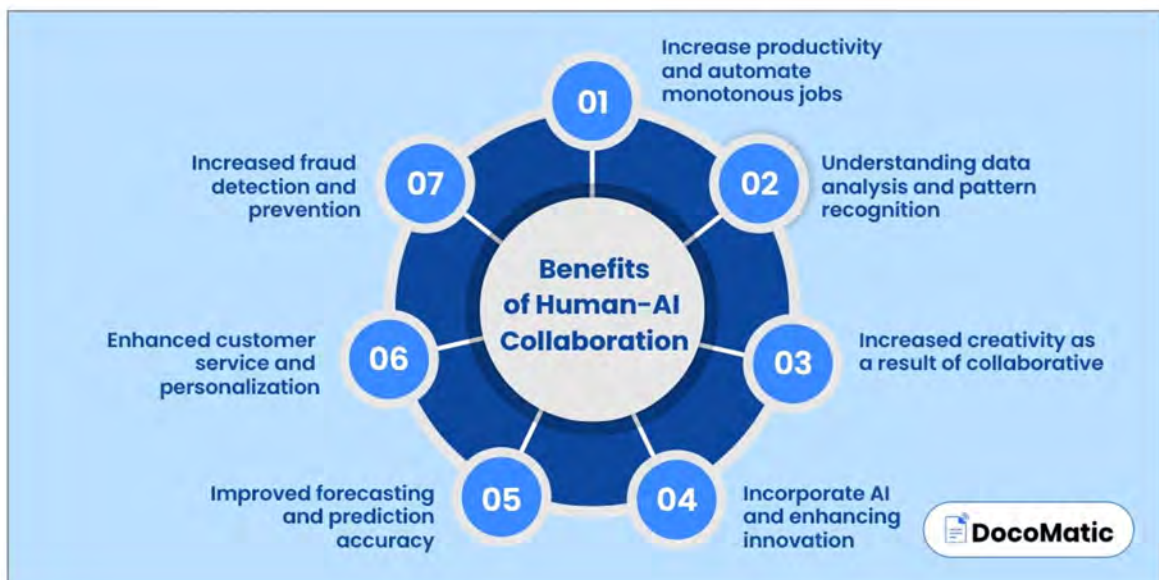 Benefits
of Human-AI
Collaboration
01
Increase productivity
and automate
monotonous jobs
02
Understanding data
analysis and pattern
recognition
03
Increased creativity as
a result of collaborative
04
Incorporate AI
and enhancing
innovation
05
Improved forecasting
and prediction
accuracy
06
Enhanced customer
service and
personalization
07
Increased fraud
detection and
prevention
DocoMatic